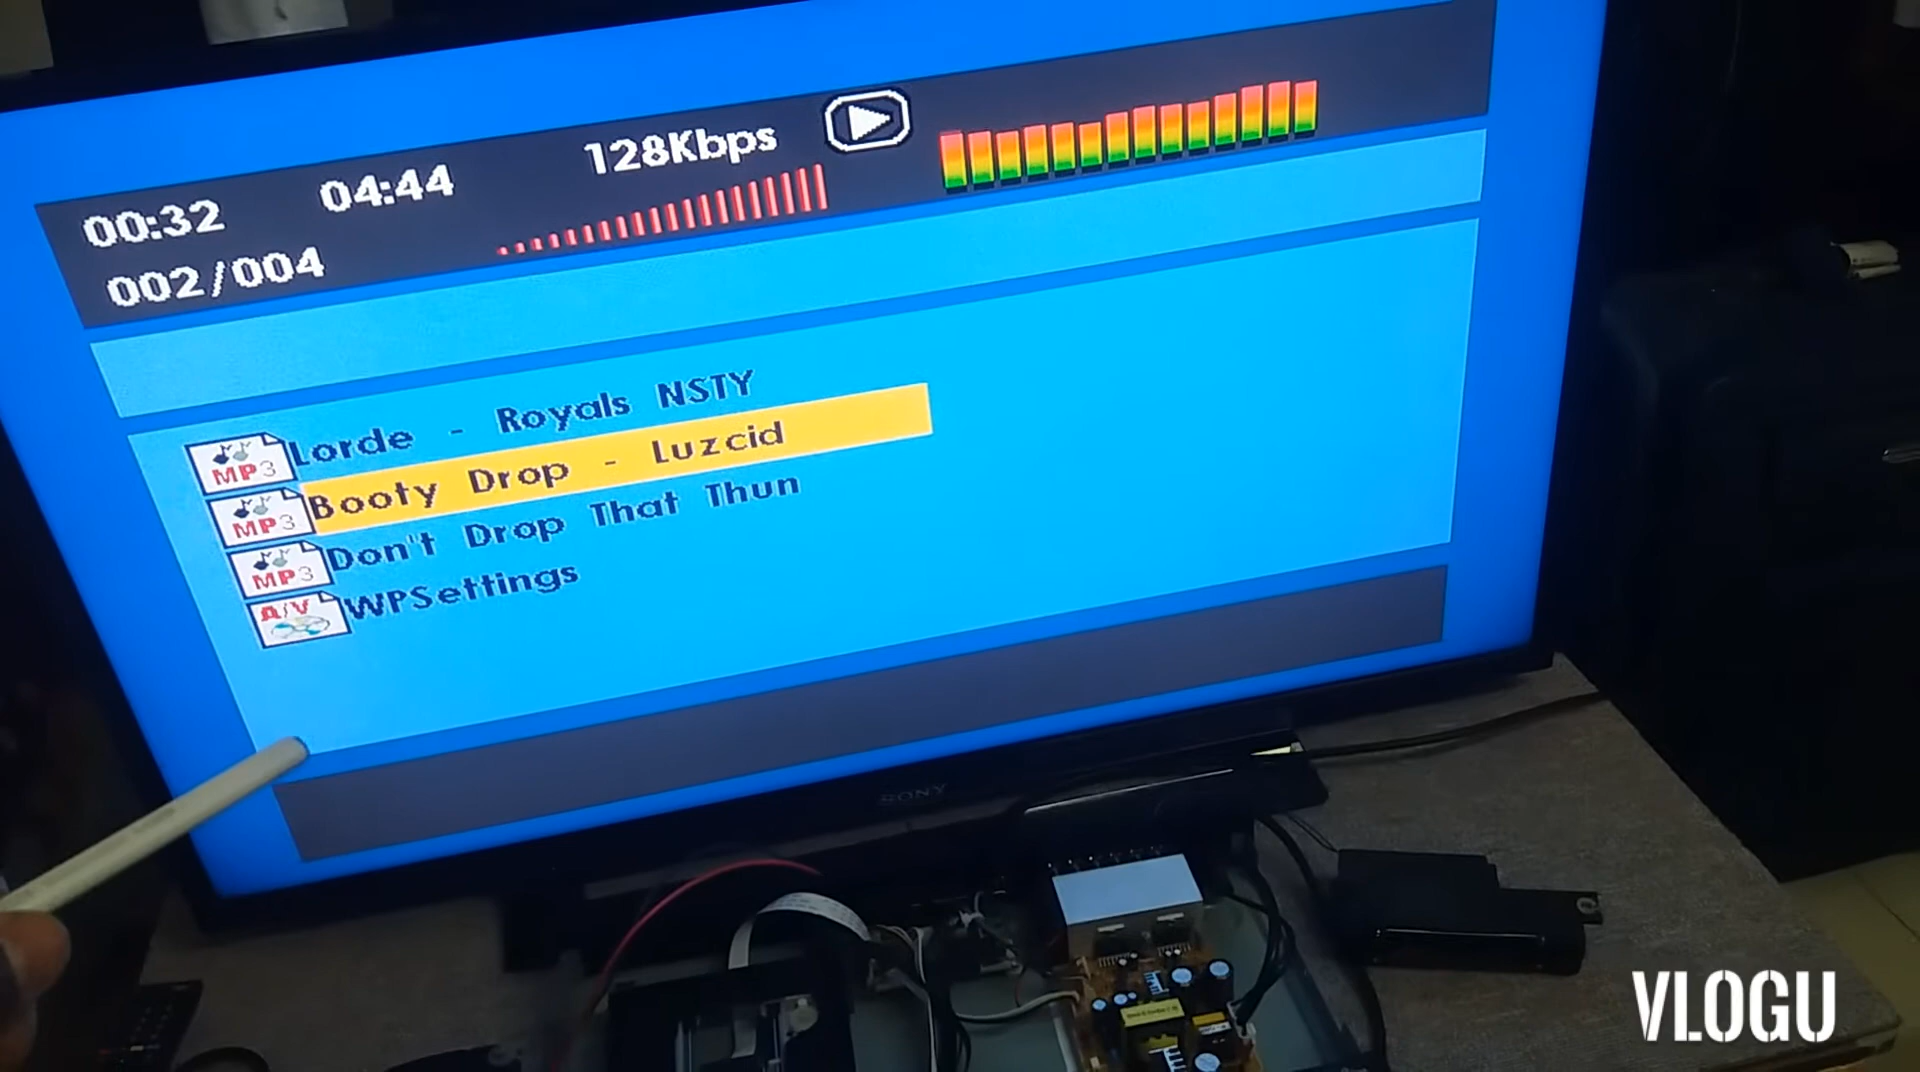 128Kbps
00:32 04:44
002/004
MP3 Lorde - Royals NSTY
MP3 Booty Drop - Luzcid
MP3 Don't Drop That Thun
A/V WPSettings
SONY
VLOGU